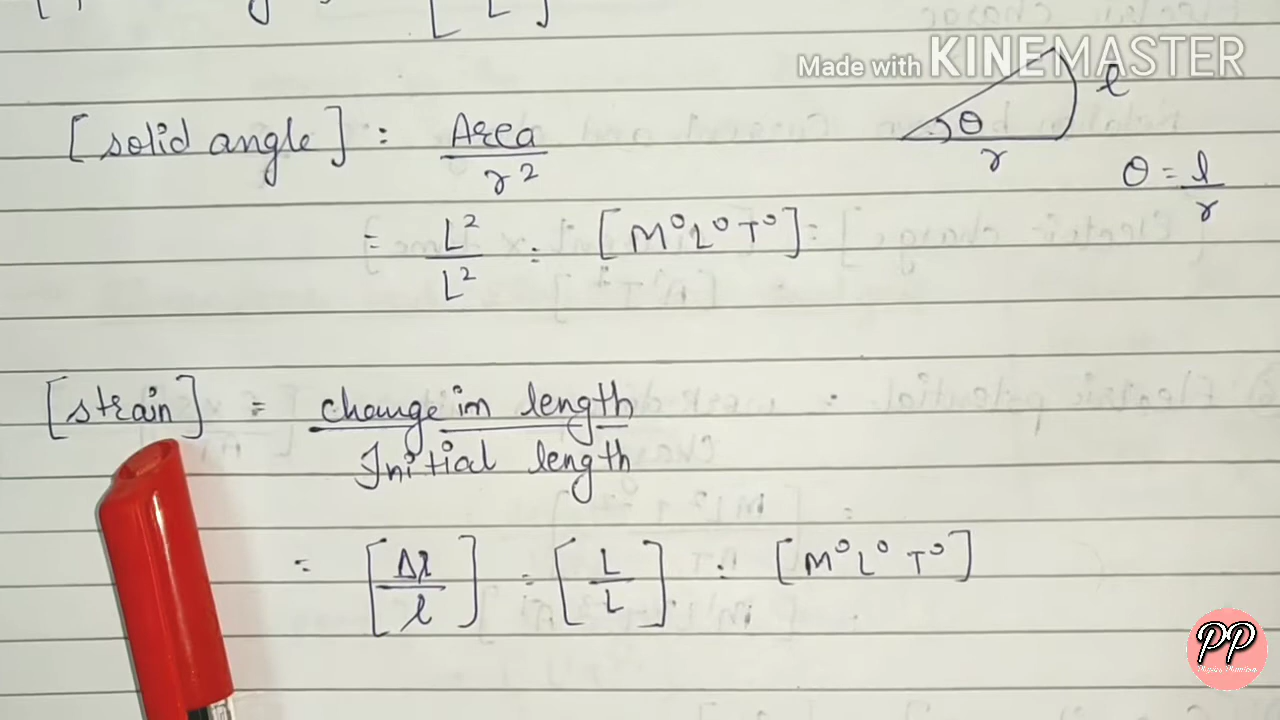 Made with KINEMASTER
[solid angle] = Area / r²
l
θ
r
θ = l / r
= L² / L² = [M⁰L⁰T⁰]
[strain] = change in length / Initial length
= [Δl / l] = [L / L] = [M⁰L⁰T⁰]
PP